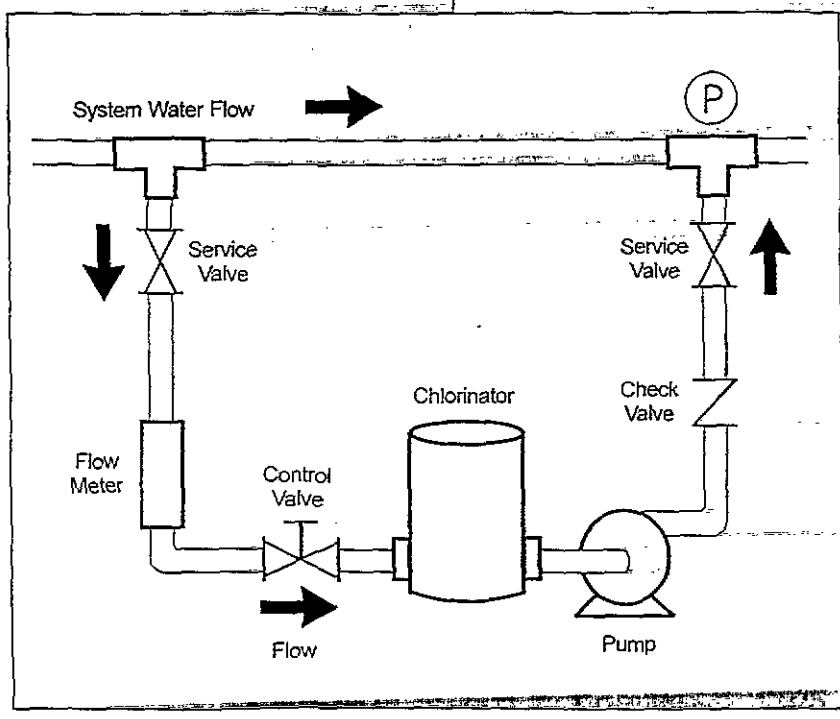 System Water Flow
P
Service
Valve
Service
Valve
Chlorinator
Check
Valve
Flow
Meter
Control
Valve
Flow
Pump